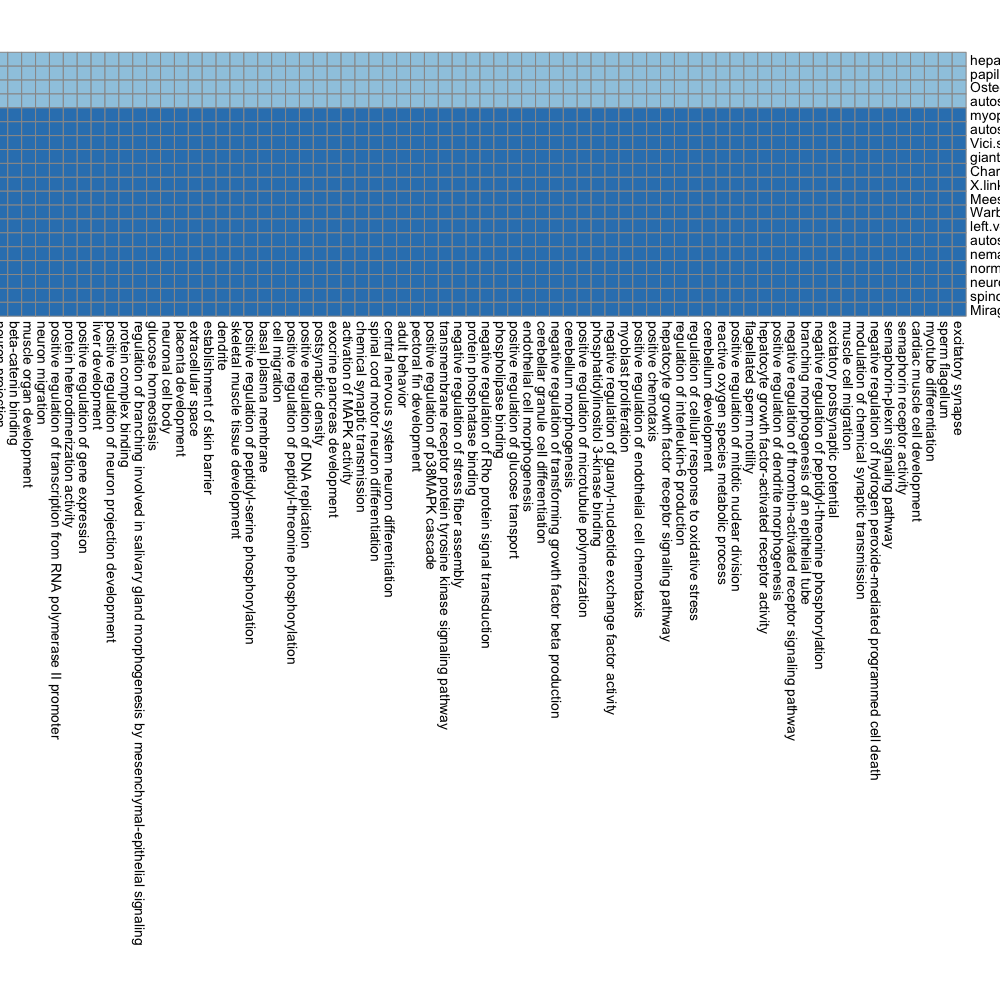 hepa
papil
Oste
autos
myop
autos
Vici.s
giant
Char
X.link
Mees
Warb
left.v
autos
nema
norm
neuro
spino
Mirag
neuron projection
beta-catenin binding
muscle organ development
neuron migration
positive regulation of transcription from RNA polymerase II promoter
protein heterodimerization activity
positive regulation of gene expression
liver development
positive regulation of neuron projection development
protein complex binding
regulation of branching involved in salivary gland morphogenesis by mesenchymal-epithelial signaling
glucose homeostasis
neuronal cell body
placenta development
extracellular space
establishment of skin barrier
dendrite
skeletal muscle tissue development
positive regulation of peptidyl-serine phosphorylation
basal plasma membrane
cell migration
positive regulation of peptidyl-threonine phosphorylation
positive regulation of DNA replication
postsynaptic density
exocrine pancreas development
activation of MAPK activity
chemical synaptic transmission
spinal cord motor neuron differentiation
central nervous system neuron differentiation
adult behavior
pectoral fin development
positive regulation of p38MAPK cascade
transmembrane receptor protein tyrosine kinase signaling pathway
negative regulation of stress fiber assembly
protein phosphatase binding
negative regulation of Rho protein signal transduction
phospholipase binding
positive regulation of glucose transport
endothelial cell morphogenesis
cerebellar granule cell differentiation
negative regulation of transforming growth factor beta production
cerebellum morphogenesis
positive regulation of microtubule polymerization
phosphatidylinositol 3-kinase binding
negative regulation of guanyl-nucleotide exchange factor activity
myoblast proliferation
positive regulation of endothelial cell chemotaxis
positive chemotaxis
hepatocyte growth factor receptor signaling pathway
regulation of interleukin-6 production
regulation of cellular response to oxidative stress
cerebellum development
reactive oxygen species metabolic process
positive regulation of mitotic nuclear division
flagellated sperm motility
hepatocyte growth factor-activated receptor activity
positive regulation of dendrite morphogenesis
negative regulation of thrombin-activated receptor signaling pathway
branching morphogenesis of an epithelial tube
negative regulation of peptidyl-threonine phosphorylation
excitatory postsynaptic potential
muscle cell migration
modulation of chemical synaptic transmission
negative regulation of hydrogen peroxide-mediated programmed cell death
semaphorin-plexin signaling pathway
semaphorin receptor activity
cardiac muscle cell development
myotube differentiation
sperm flagellum
excitatory synapse